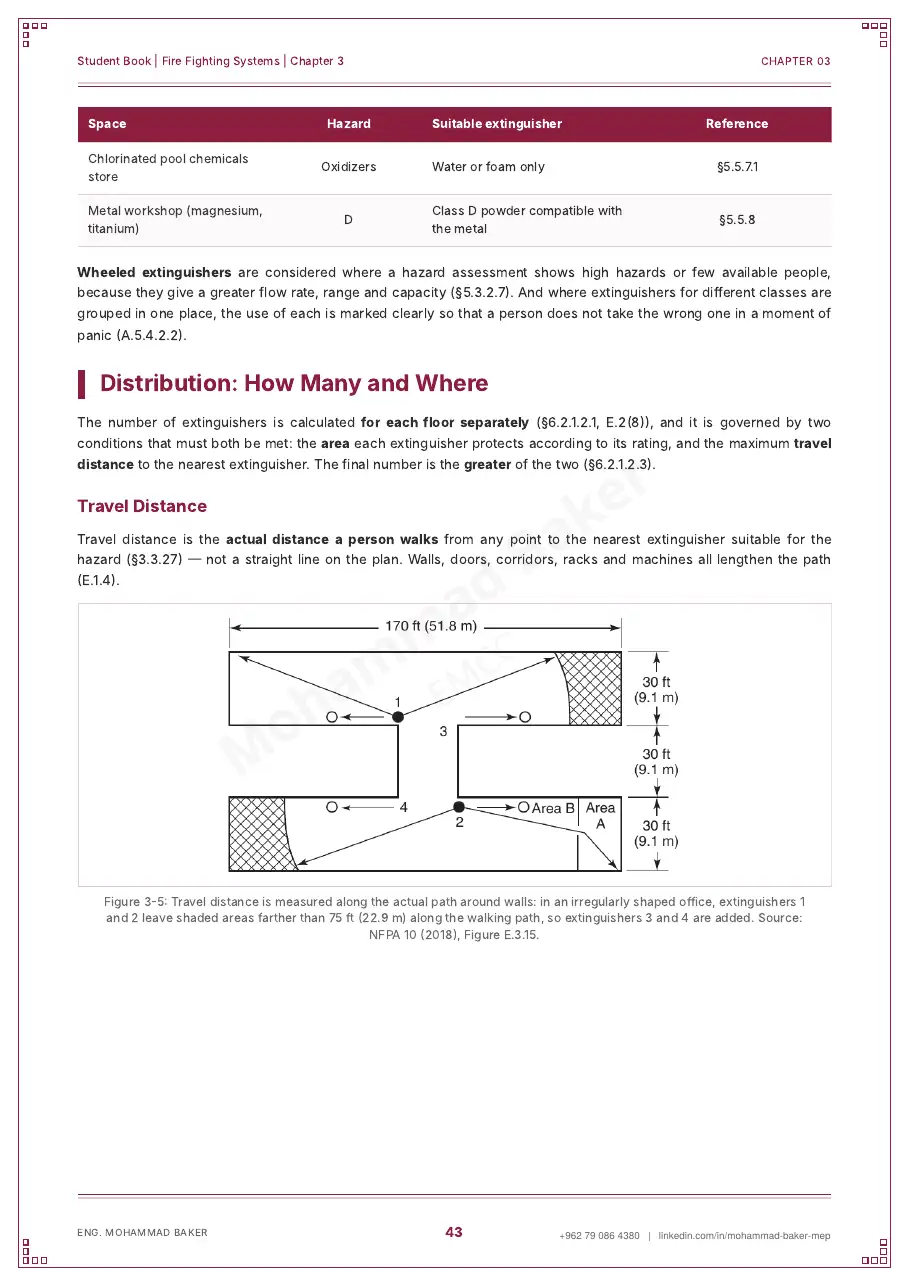 Student Book | Fire Fighting Systems | Chapter 3
CHAPTER 03
Space Hazard Suitable extinguisher Reference
Chlorinated pool chemicals store Oxidizers Water or foam only §5.5.7.1
Metal workshop (magnesium, titanium) D Class D powder compatible with the metal §5.5.8
Wheeled extinguishers are considered where a hazard assessment shows high hazards or few available people,
because they give a greater flow rate, range and capacity (§5.3.2.7). And where extinguishers for different classes are
grouped in one place, the use of each is marked clearly so that a person does not take the wrong one in a moment of
panic (A.5.4.2.2).
Distribution: How Many and Where
The number of extinguishers is calculated for each floor separately (§6.2.1.2.1, E.2(8)), and it is governed by two
conditions that must both be met: the area each extinguisher protects according to its rating, and the maximum travel
distance to the nearest extinguisher. The final number is the greater of the two (§6.2.1.2.3).
Travel Distance
Travel distance is the actual distance a person walks from any point to the nearest extinguisher suitable for the
hazard (§3.3.27) — not a straight line on the plan. Walls, doors, corridors, racks and machines all lengthen the path
(E.1.4).
170 ft (51.8 m)
30 ft
(9.1 m)
1
3
30 ft
(9.1 m)
4
2
Area B
Area
A
30 ft
(9.1 m)
Mohammad Baker
EMCC
Figure 3-5: Travel distance is measured along the actual path around walls: in an irregularly shaped office, extinguishers 1
and 2 leave shaded areas farther than 75 ft (22.9 m) along the walking path, so extinguishers 3 and 4 are added. Source:
NFPA 10 (2018), Figure E.3.15.
ENG. MOHAMMAD BAKER
43
+962 79 086 4380 | linkedin.com/in/mohammad-baker-mep